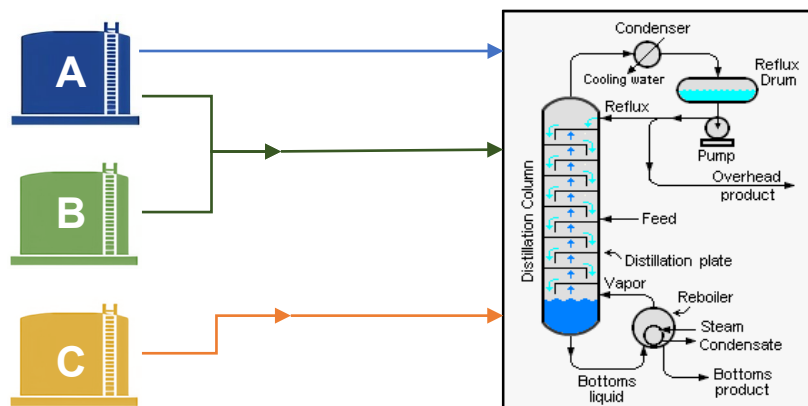 A
B
C
Condenser
Cooling water
Reflux
Drum
Reflux
Pump
Overhead
product
Distillation Column
Feed
Distillation plate
Vapor
Reboiler
Steam
Condensate
Bottoms
liquid
Bottoms
product